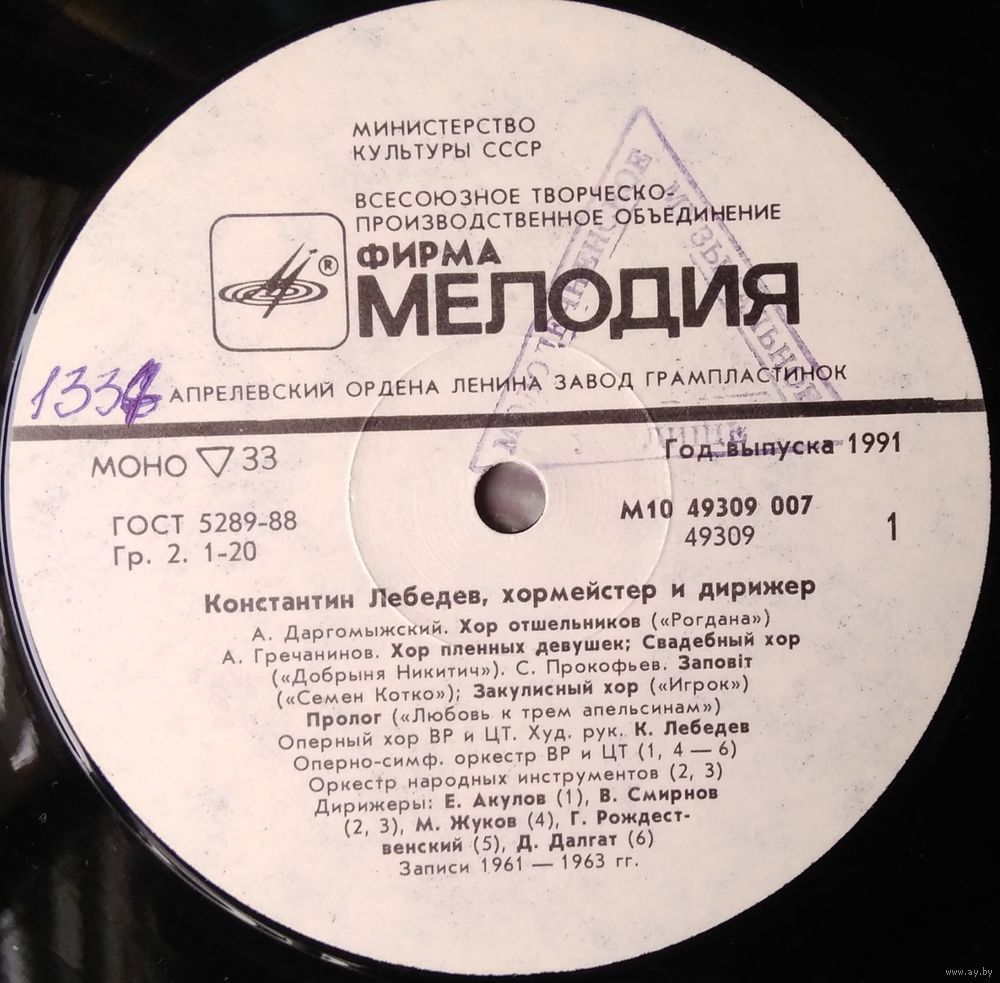 МИНИСТЕРСТВО
КУЛЬТУРЫ СССР
ВСЕСОЮЗНОЕ ТВОРЧЕСКО-
ПРОИЗВОДСТВЕННОЕ ОБЪЕДИНЕНИЕ
®
ФИРМА
МЕЛОДИЯ
АПРЕЛЕВСКИЙ ОРДЕНА ЛЕНИНА ЗАВОД ГРАМПЛАСТИНОК
МОНО ▽ 33
Год выпуска 1991
ГОСТ 5289-88
Гр. 2. 1-20
М10 49309 007
49309
1
Константин Лебедев, хормейстер и дирижер
А. Даргомыжский. Хор отшельников («Рогдана»)
А. Гречанинов. Хор пленных девушек; Свадебный хор
(«Добрыня Никитич»). С. Прокофьев. Заповiт
(«Семен Котко»); Закулисный хор («Игрок»)
Пролог («Любовь к трем апельсинам»)
Оперный хор ВР и ЦТ. Худ. рук. К. Лебедев
Оперно-симф. оркестр ВР и ЦТ (1, 4 — 6)
Оркестр народных инструментов (2, 3)
Дирижеры: Е. Акулов (1), В. Смирнов
(2, 3), М. Жуков (4), Г. Рождест-
венский (5), Д. Далгат (6)
Записи 1961 — 1963 гг.
www.ay.by